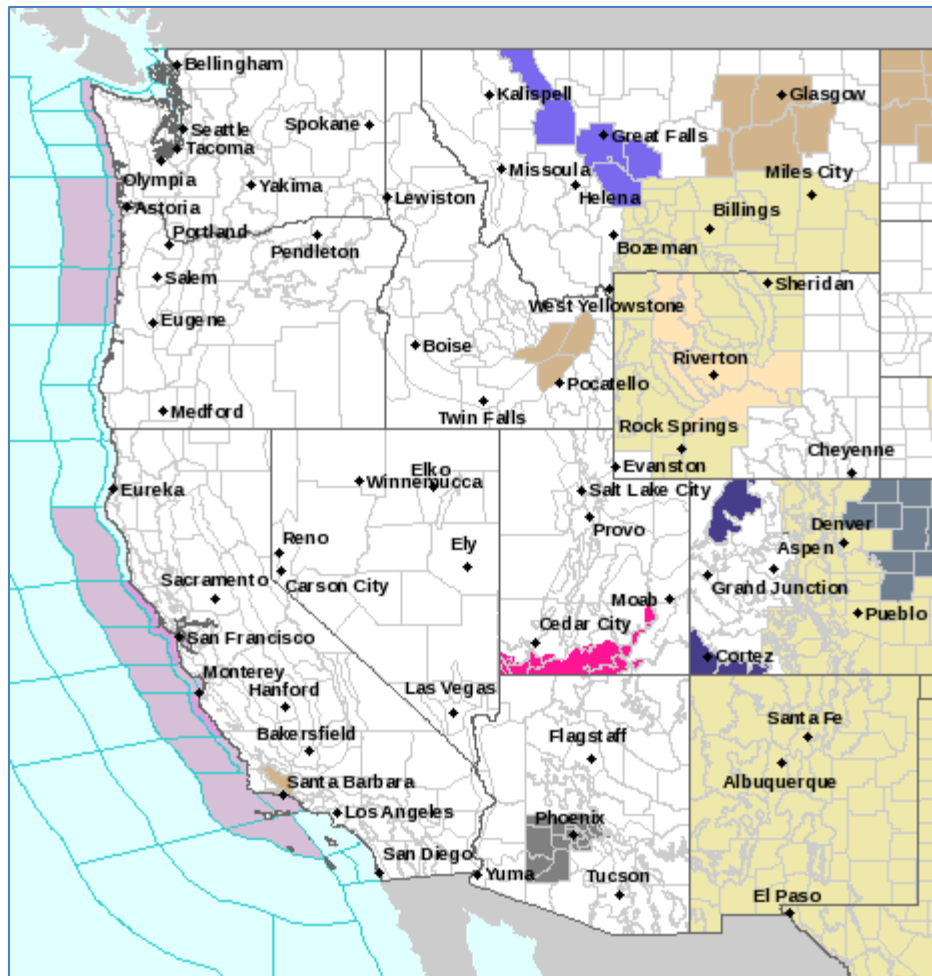 Bellingham
Kalispell
Glasgow
Seattle
Spokane
Great Falls
Tacoma
Olympia
Missoula
Miles City
Yakima
Lewiston
Helena
Astoria
Billings
Portland
Pendleton
Bozeman
Salem
West Yellowstone
Sheridan
Eugene
Boise
Riverton
Pocatello
Medford
Twin Falls
Rock Springs
Cheyenne
Elko
Evanston
Winnemucca
Eureka
Salt Lake City
Provo
Denver
Reno
Ely
Aspen
Carson City
Sacramento
Grand Junction
Moab
Pueblo
Cedar City
San Francisco
Cortez
Monterey
Hanford
Las Vegas
Santa Fe
Bakersfield
Flagstaff
Albuquerque
Santa Barbara
Los Angeles
Phoenix
San Diego
Yuma
Tucson
El Paso